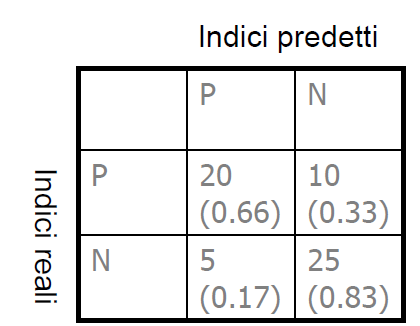 Indici predetti
P N
Indici reali
P 20 10
(0.66) (0.33)
N 5 25
(0.17) (0.83)